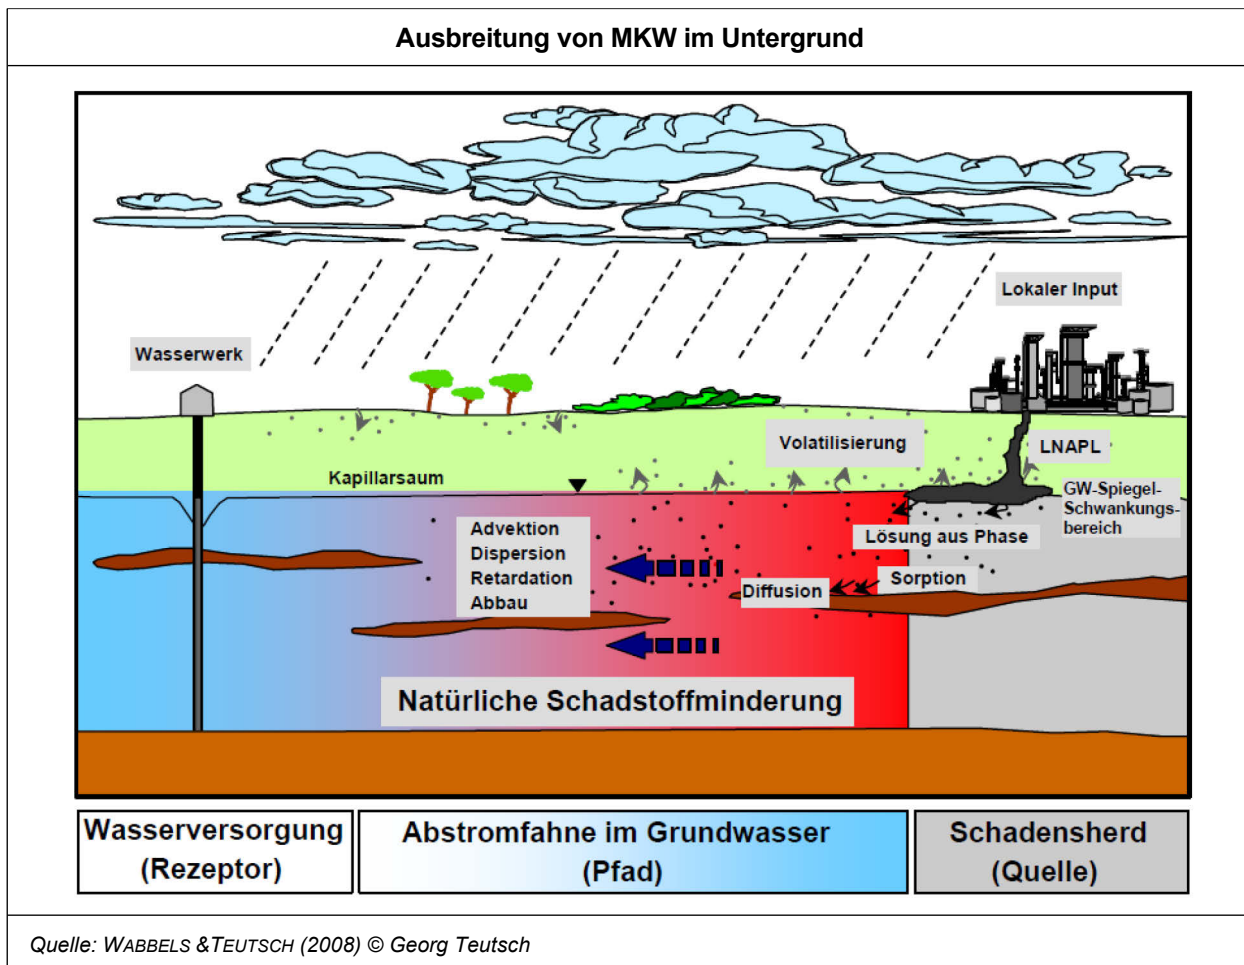 Ausbreitung von MKW im Untergrund
Lokaler Input
Wasserwerk
Volatilisierung
LNAPL
Kapillarsaum
GW-Spiegel-
Schwankungs-
bereich
Advektion
Dispersion
Retardation
Abbau
Lösung aus Phase
Sorption
Diffusion
Natürliche Schadstoffminderung
Wasserversorgung
(Rezeptor)
Abstromfahne im Grundwasser
(Pfad)
Schadensherd
(Quelle)
Quelle: WABBELS &TEUTSCH (2008) © Georg Teutsch